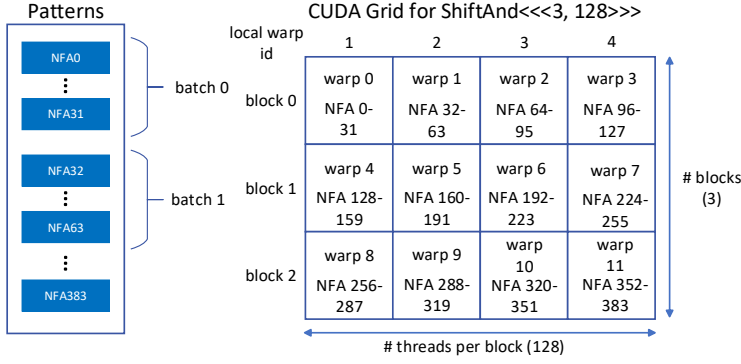 Patterns
NFA0
NFA31
NFA32
NFA63
NFA383
batch 0
batch 1
CUDA Grid for ShiftAnd<<<3, 128>>>
local warp
id
1 2 3 4
block 0
warp 0 warp 1 warp 2 warp 3
NFA 0- NFA 32- NFA 64- NFA 96-
31 63 95 127
block 1
warp 4 warp 5 warp 6 warp 7
NFA 128- NFA 160- NFA 192- NFA 224-
159 191 223 255
block 2
warp 8 warp 9 warp warp
10 11
NFA 256- NFA 288- NFA 320- NFA 352-
287 319 351 383
# blocks
(3)
# threads per block (128)